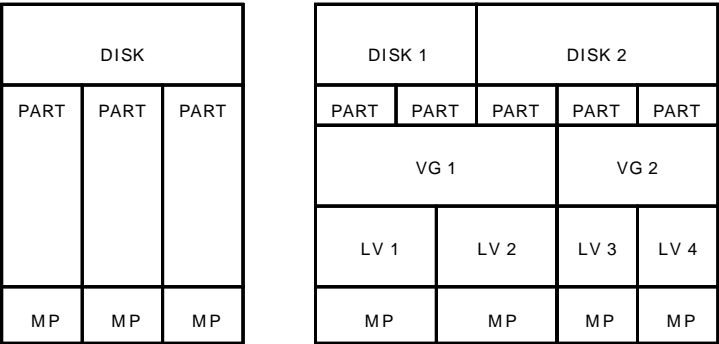 DISK
PART PART PART
MP MP MP
DISK 1 DISK 2
PART PART PART PART PART
VG 1 VG 2
LV 1 LV 2 LV 3 LV 4
MP MP MP MP